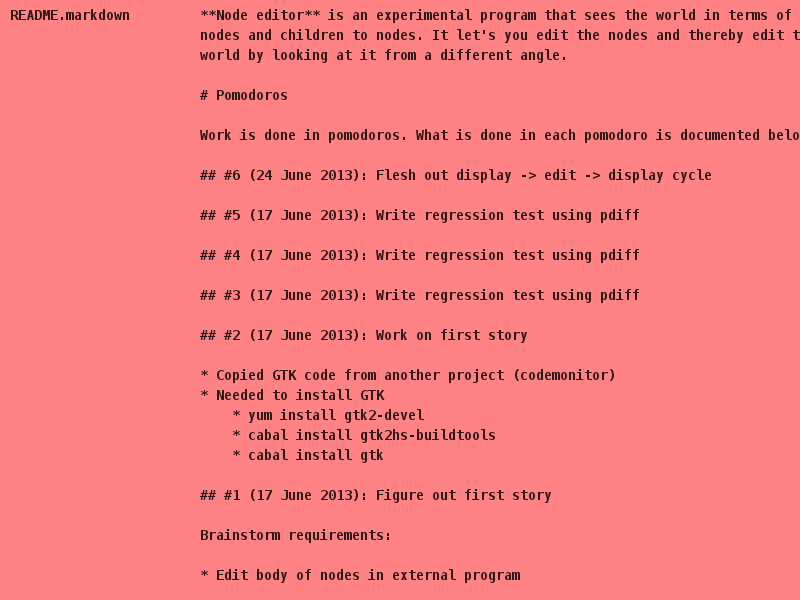 README.markdown
**Node editor** is an experimental program that sees the world in terms of
nodes and children to nodes. It let's you edit the nodes and thereby edit t
world by looking at it from a different angle.
# Pomodoros
Work is done in pomodoros. What is done in each pomodoro is documented belo
## #6 (24 June 2013): Flesh out display -> edit -> display cycle
## #5 (17 June 2013): Write regression test using pdiff
## #4 (17 June 2013): Write regression test using pdiff
## #3 (17 June 2013): Write regression test using pdiff
## #2 (17 June 2013): Work on first story
* Copied GTK code from another project (codemonitor)
* Needed to install GTK
* yum install gtk2-devel
* cabal install gtk2hs-buildtools
* cabal install gtk
## #1 (17 June 2013): Figure out first story
Brainstorm requirements:
* Edit body of nodes in external program